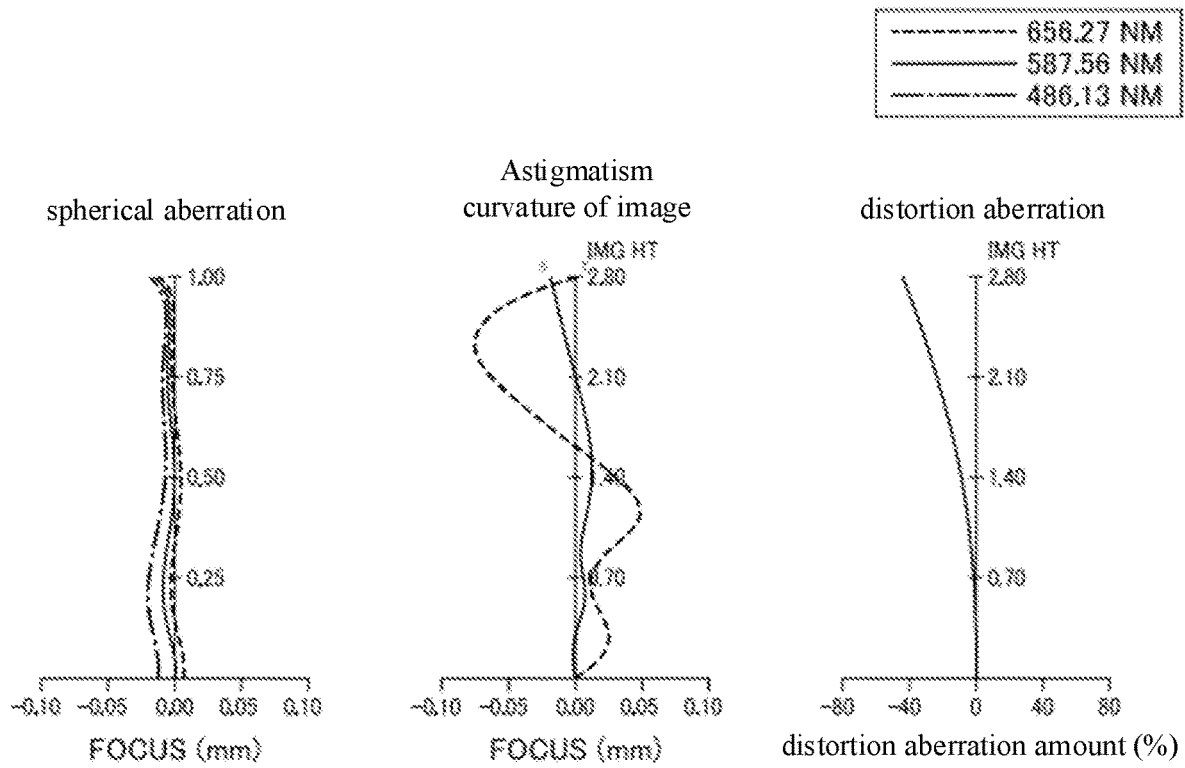 656.27 NM
587.56 NM
486.13 NM
spherical aberration
Astigmatism
curvature of image
distortion aberration
IMG HT
IMG HT
1.00
2.80
2.80
0.75
2.10
2.10
0.50
1.40
1.40
0.25
0.70
0.70
-0.10 -0.05 0.00 0.05 0.10
-0.10 -0.05 0.00 0.05 0.10
-80 -40 0 40 80
FOCUS (mm)
FOCUS (mm)
distortion aberration amount (%)